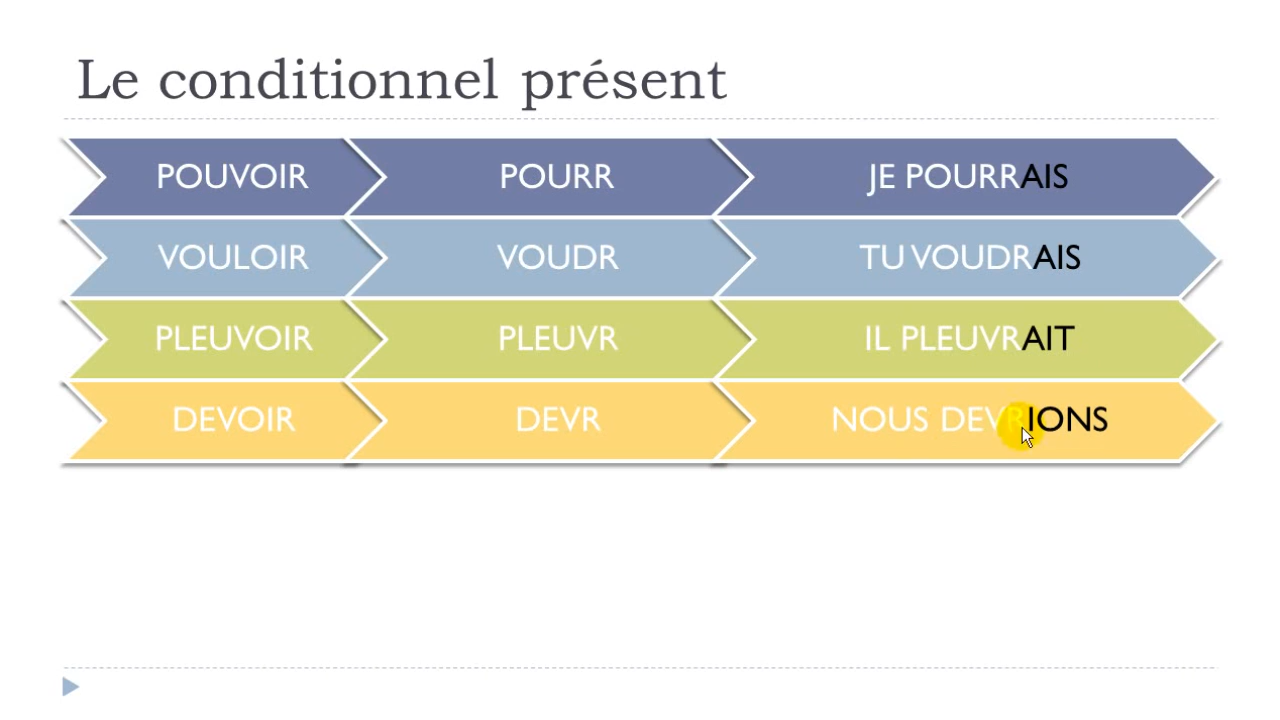 Le conditionnel présent
POUVOIR POURR JE POURRAIS
VOULOIR VOUDR TU VOUDRAIS
PLEUVOIR PLEUVR IL PLEUVRAIT
DEVOIR DEVR NOUS DEVRIONS